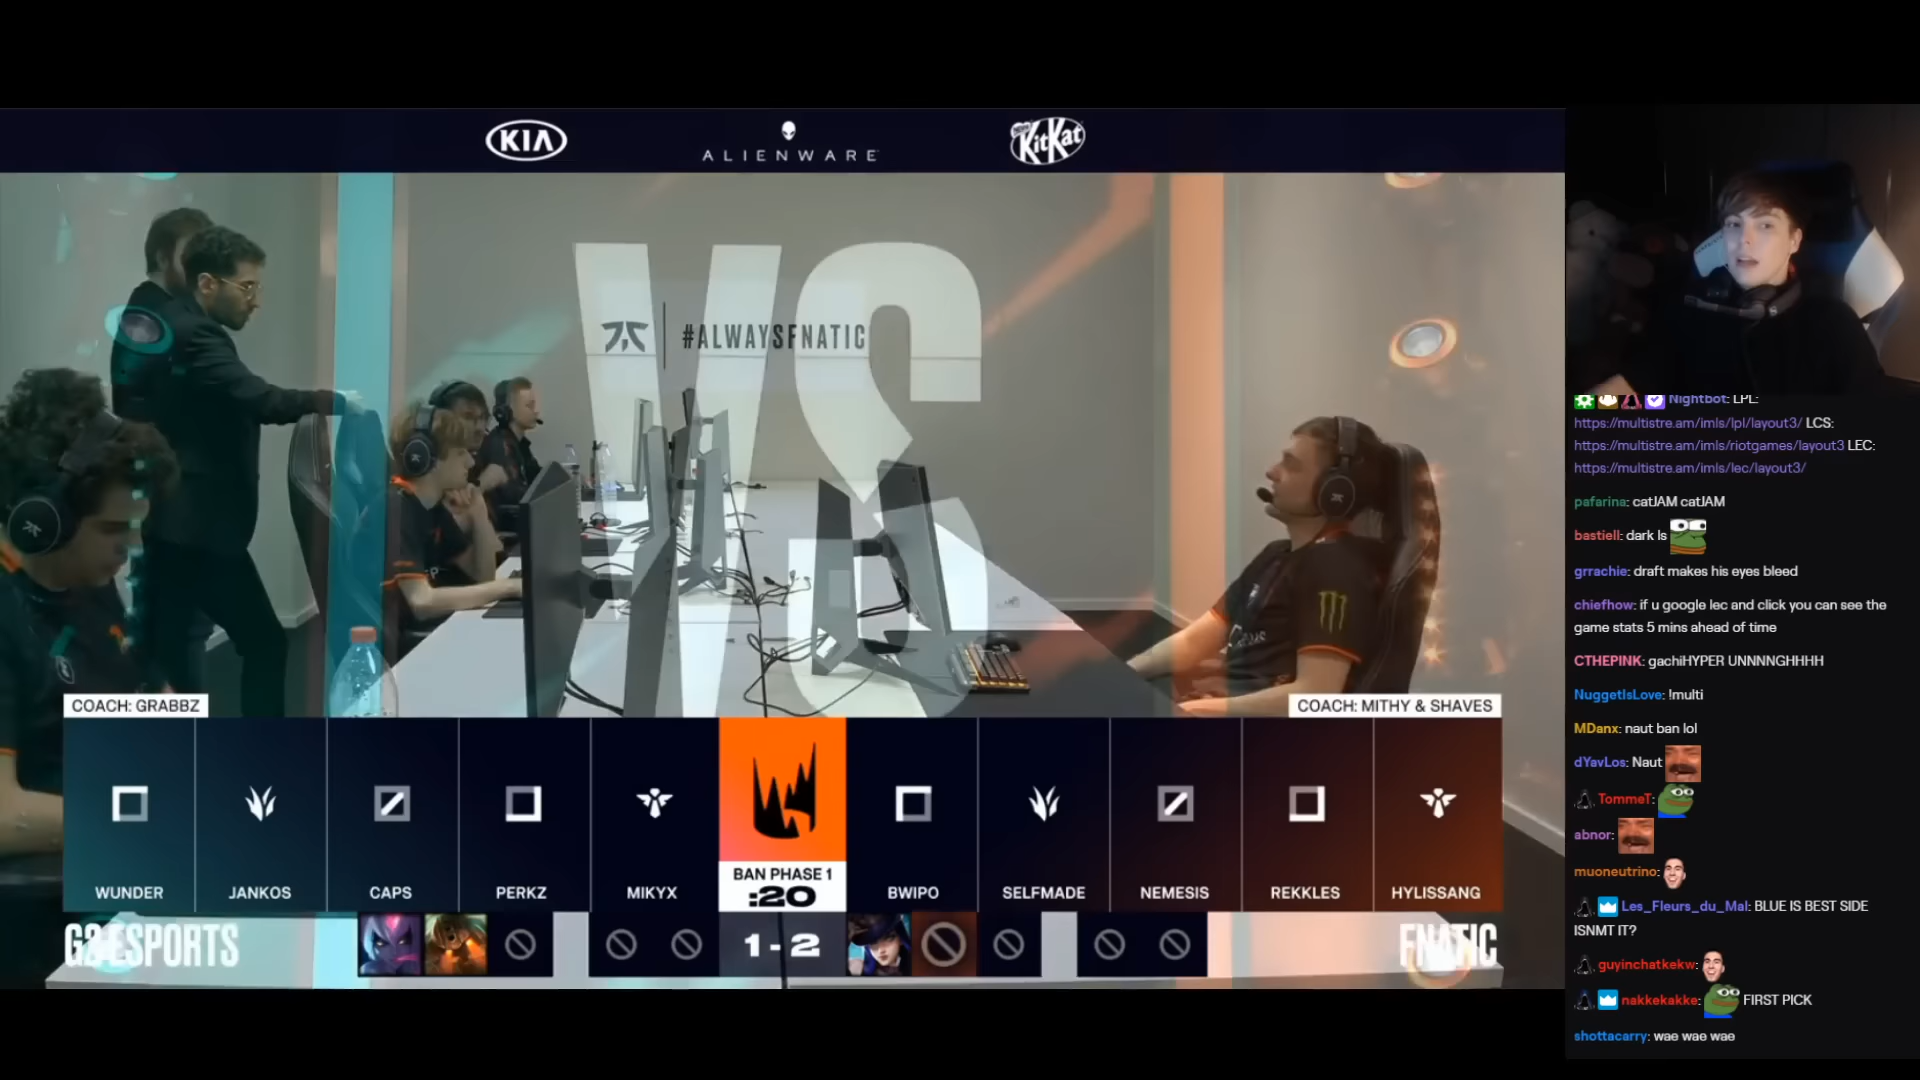 KIA
ALIENWARE
KitKat
#ALWAYSFNATIC
VS
COACH: GRABBZ
COACH: MITHY & SHAVES
WUNDER
JANKOS
CAPS
PERKZ
MIKYX
BAN PHASE 1
:20
BWIPO
SELFMADE
NEMESIS
REKKLES
HYLISSANG
G2 ESPORTS
1 - 2
FNATIC
Nightbot: LPL:
https://multistre.am/imls/lpl/layout3/ LCS:
https://multistre.am/imls/riotgames/layout3 LEC:
https://multistre.am/imls/lec/layout3/
pafarina: catJAM catJAM
bastiell: dark ls
grrachie: draft makes his eyes bleed
chiefhow: if u google lec and click you can see the
game stats 5 mins ahead of time
CTHEPINK: gachiHYPER UNNNNGHHHH
NuggetIsLove: !multi
MDanx: naut ban lol
dYavLos: Naut
TommeT:
abnor:
muoneutrino:
Les_Fleurs_du_Mal: BLUE IS BEST SIDE
ISNMT IT?
guyinchatkekw:
nakkekakke: FIRST PICK
shottacarry: wae wae wae